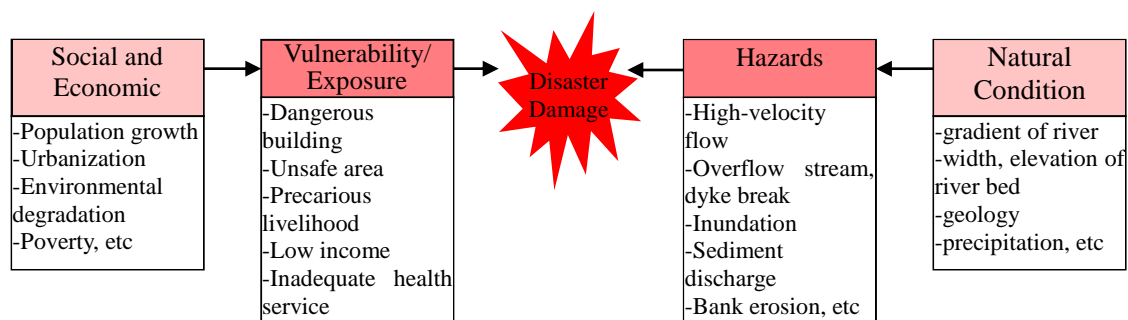 Social and
Economic
-Population growth
-Urbanization
-Environmental
degradation
-Poverty, etc
Vulnerability/
Exposure
-Dangerous
building
-Unsafe area
-Precarious
livelihood
-Low income
-Inadequate health
service
Disaster
Damage
Hazards
-High-velocity
flow
-Overflow stream,
dyke break
-Inundation
-Sediment
discharge
-Bank erosion, etc
Natural
Condition
-gradient of river
-width, elevation of
river bed
-geology
-precipitation, etc